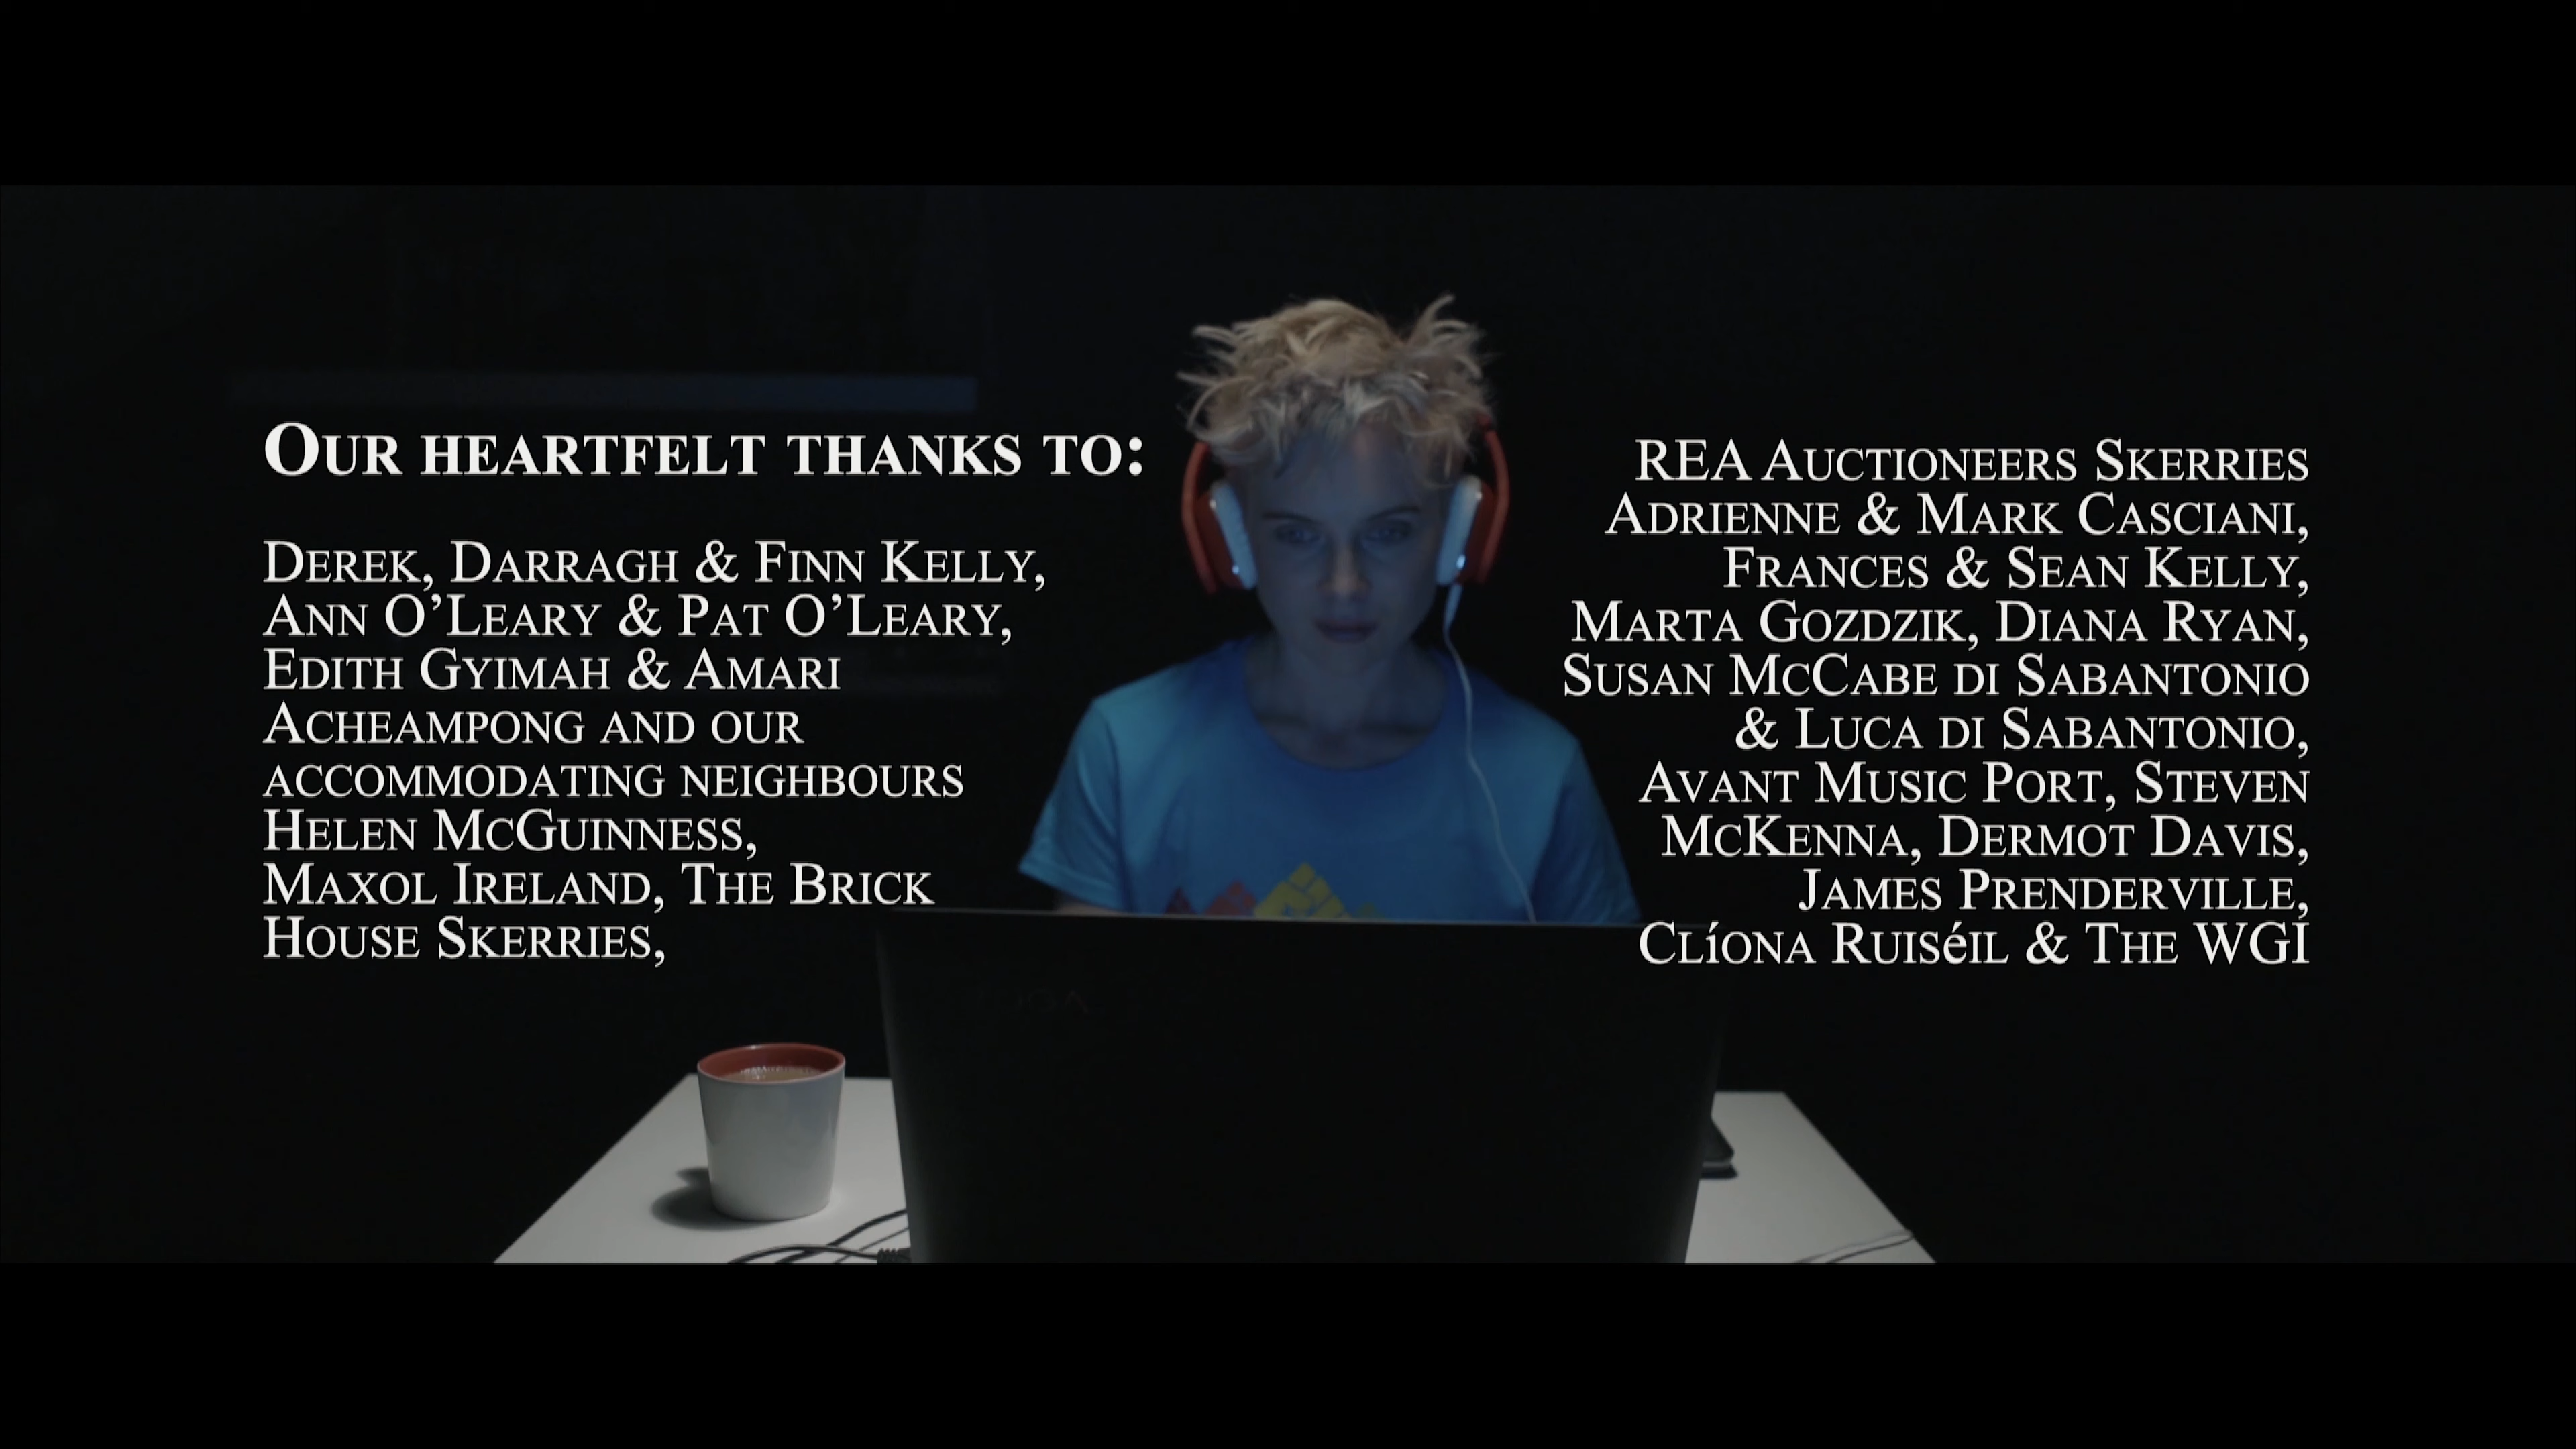 Our heartfelt thanks to:
Derek, Darragh & Finn Kelly,
Ann O'Leary & Pat O'Leary,
Edith Gyimah & Amari
Acheampong and our
accommodating neighbours
Helen McGuinness,
Maxol Ireland, The Brick
House Skerries,
REA Auctioneers Skerries
Adrienne & Mark Casciani,
Frances & Sean Kelly,
Marta Gozdzik, Diana Ryan,
Susan McCabe di Sabantonio
& Luca di Sabantonio,
Avant Music Port, Steven
McKenna, Dermot Davis,
James Prenderville,
Clíona Ruiséil & The WGI